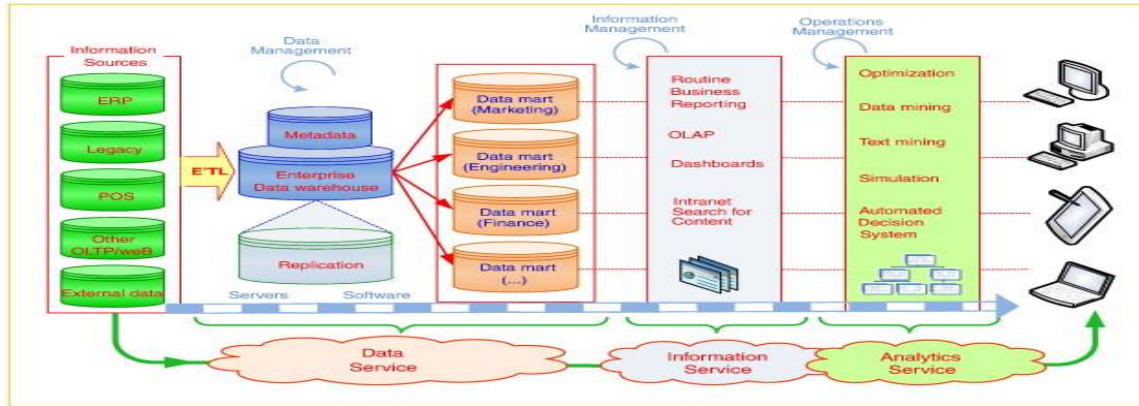 Information
Sources
ERP
Legacy
POS
Other
OLTP/weB
External data
E'TL
Data
Management
Metadata
Enterprise
Data warehouse
Replication
Servers
Software
Data mart
(Marketing)
Data mart
(Engineering)
Data mart
(Finance)
Data mart
(...)
Information
Management
Routine
Business
Reporting
OLAP
Dashboards
Intranet
Search for
Content
Operations
Management
Optimization
Data mining
Text mining
Simulation
Automated
Decision
System
Data
Service
Information
Service
Analytics
Service